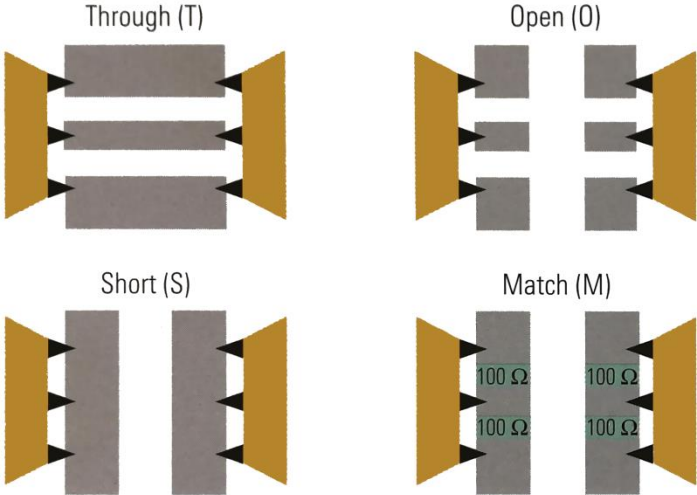 Through (T)
Open (O)
Short (S)
Match (M)
100 Ω
100 Ω
100 Ω
100 Ω